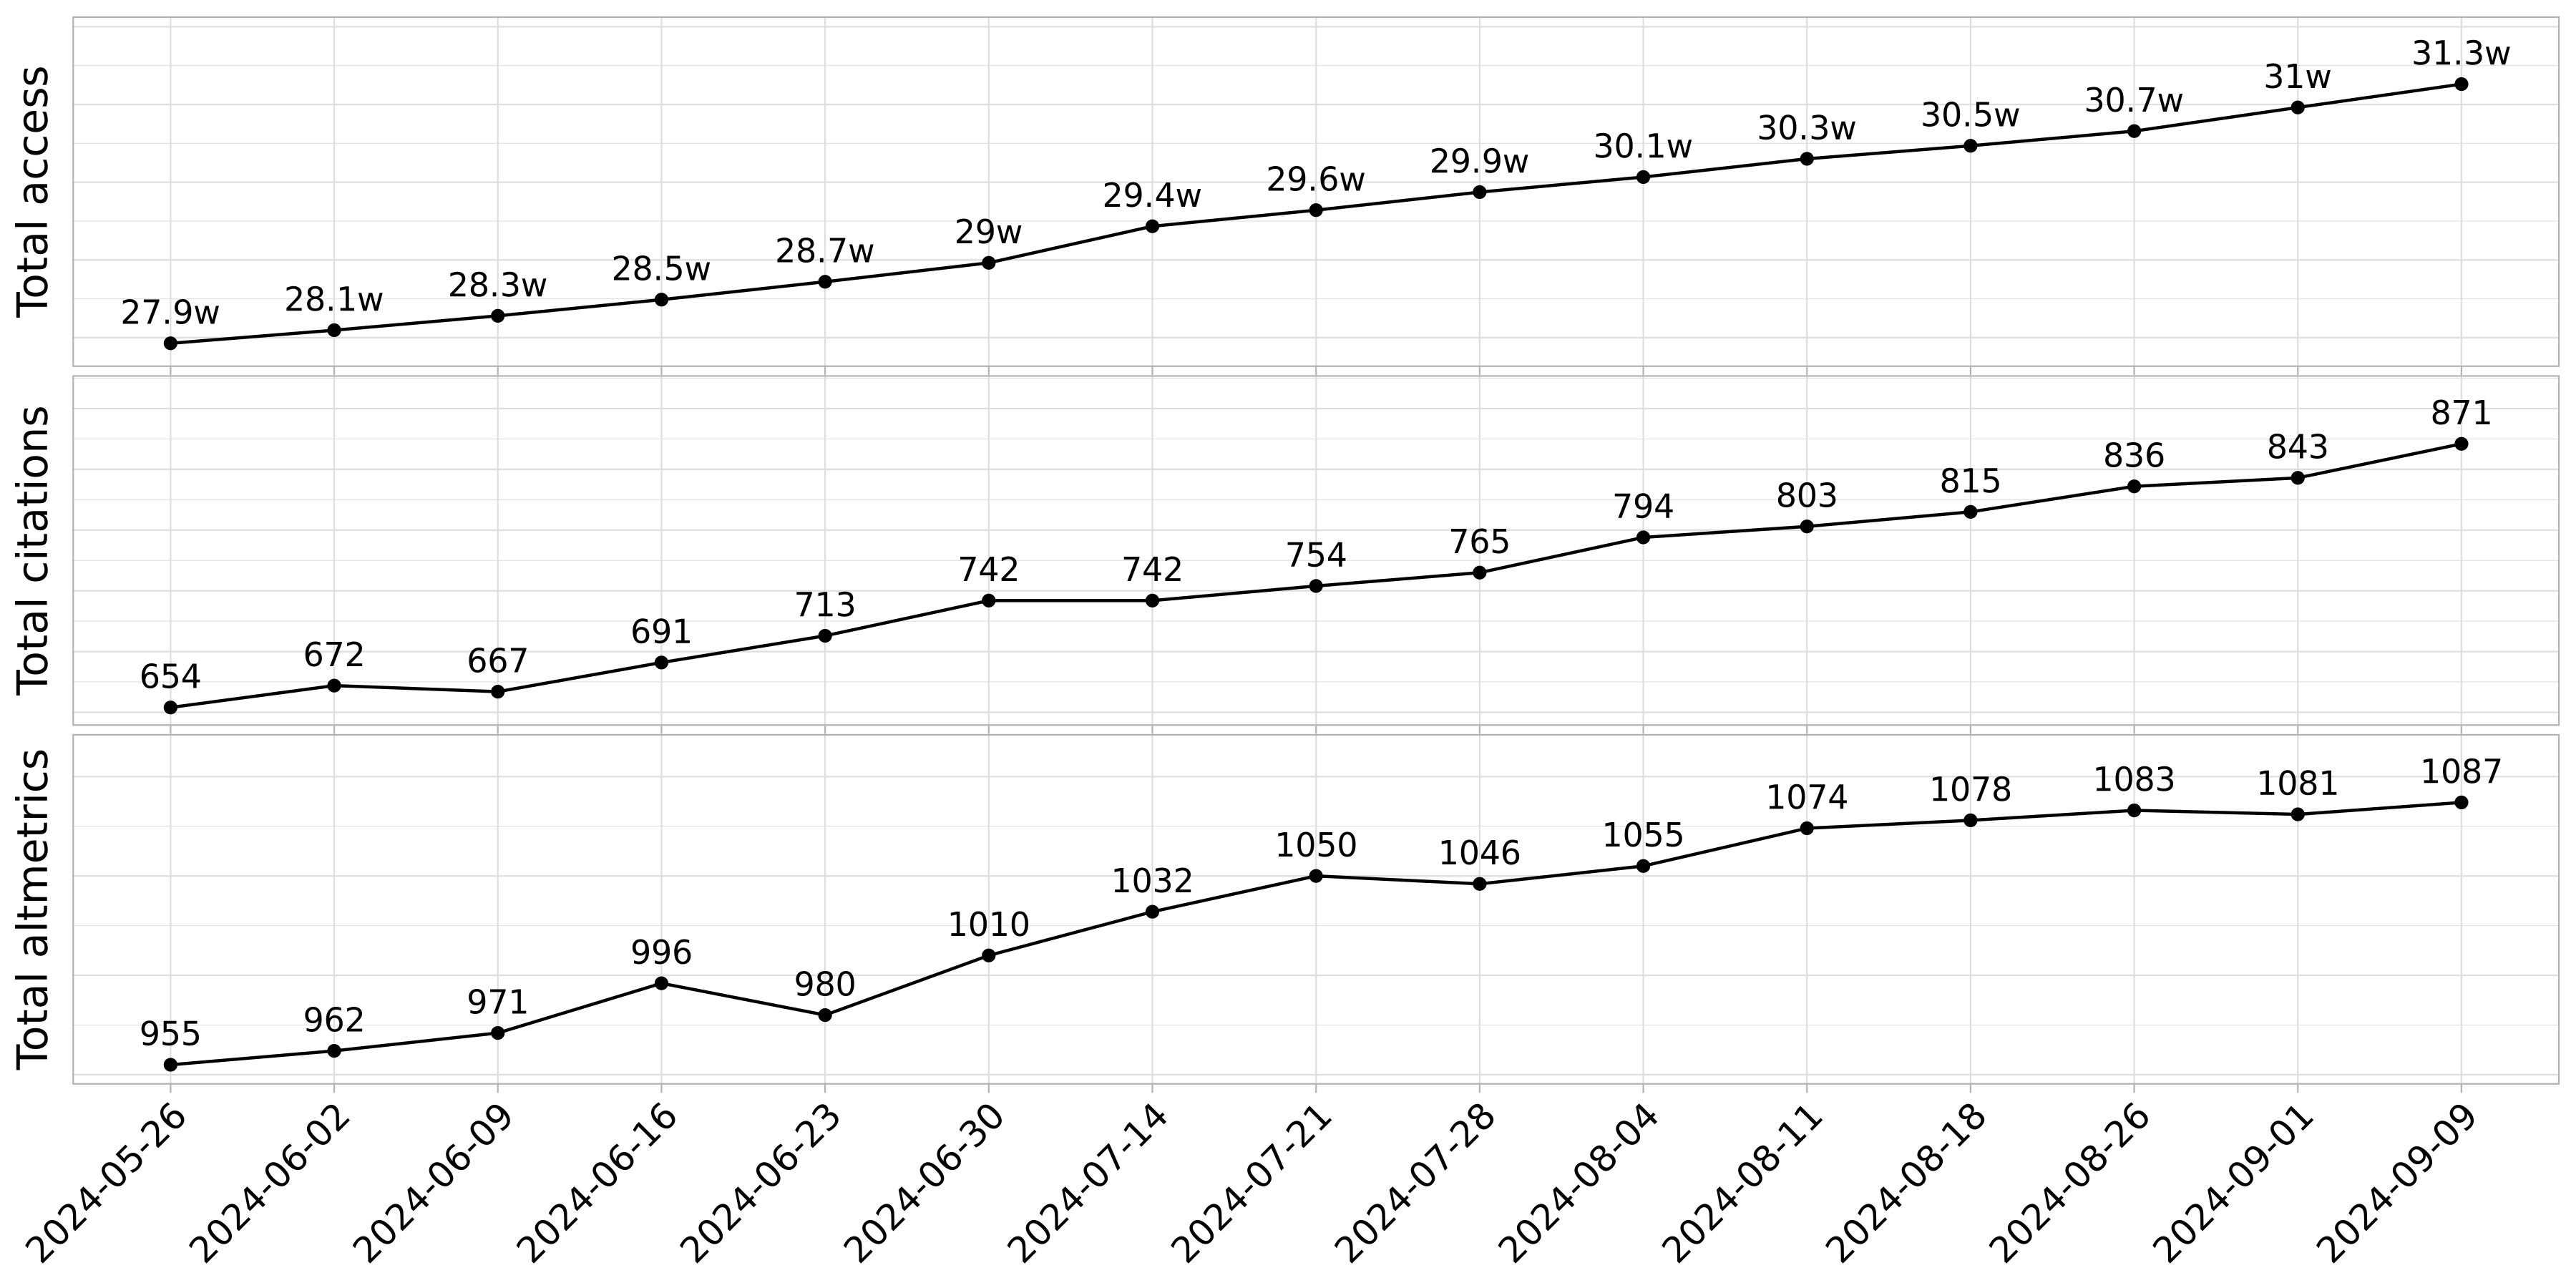 Total access
27.9w 28.1w 28.3w 28.5w 28.7w 29w 29.4w 29.6w 29.9w 30.1w 30.3w 30.5w 30.7w 31w 31.3w
Total citations
654 672 667 691 713 742 742 754 765 794 803 815 836 843 871
Total altmetrics
955 962 971 996 980 1010 1032 1050 1046 1055 1074 1078 1083 1081 1087
2024-05-26 2024-06-02 2024-06-09 2024-06-16 2024-06-23 2024-06-30 2024-07-14 2024-07-21 2024-07-28 2024-08-04 2024-08-11 2024-08-18 2024-08-26 2024-09-01 2024-09-09